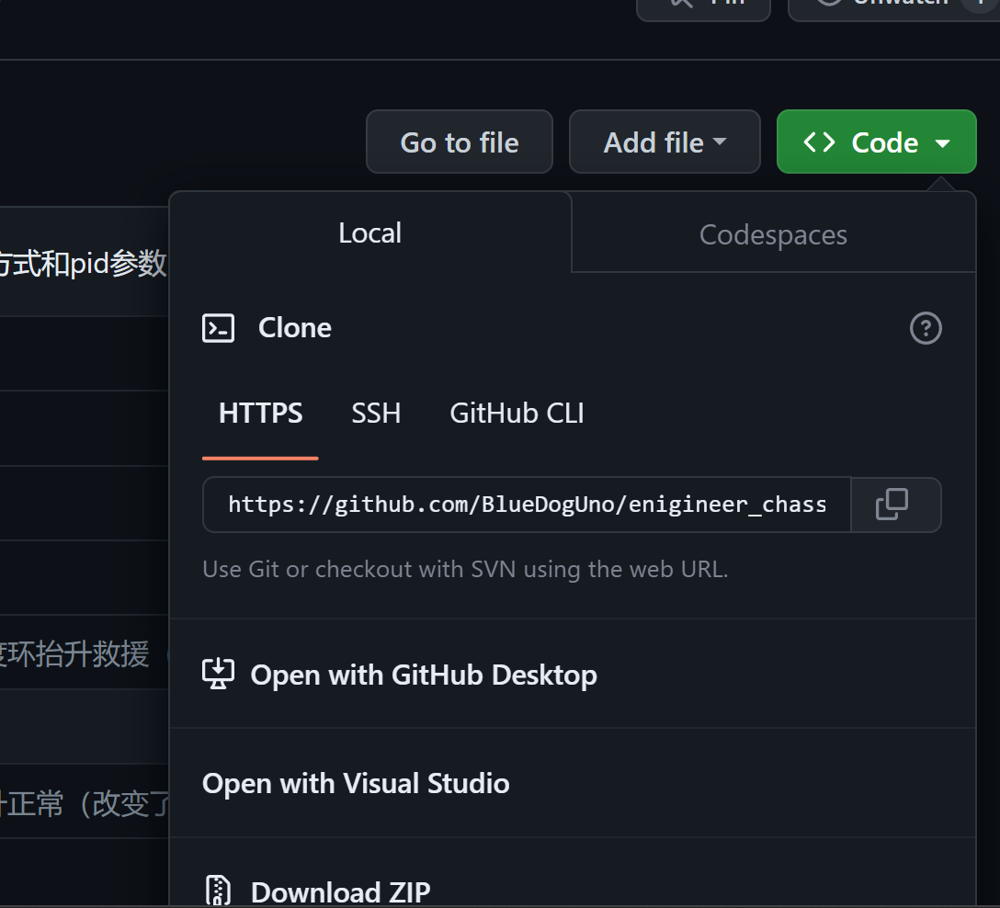 Go to file
Add file
Code
Local
Codespaces
方式和pid参数
Clone
HTTPS
SSH
GitHub CLI
https://github.com/BlueDogUno/enigineer_chass
Use Git or checkout with SVN using the web URL.
度环抬升救援
Open with GitHub Desktop
Open with Visual Studio
升正常（改变了
Download ZIP